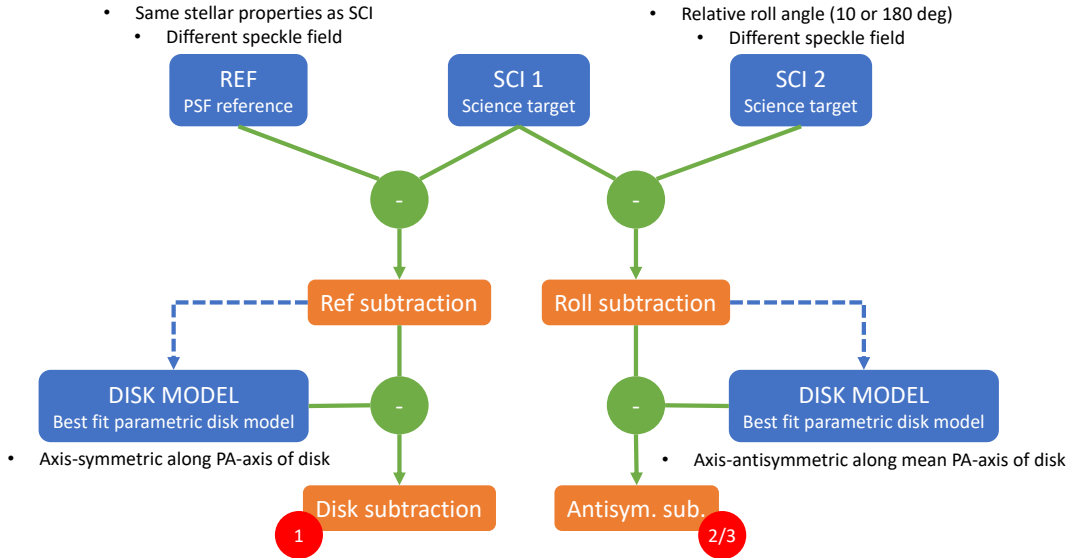 • Same stellar properties as SCI
• Different speckle field
• Relative roll angle (10 or 180 deg)
• Different speckle field
REF
PSF reference
SCI 1
Science target
SCI 2
Science target
-
-
Ref subtraction
Roll subtraction
DISK MODEL
Best fit parametric disk model
-
-
DISK MODEL
Best fit parametric disk model
• Axis-symmetric along PA-axis of disk
• Axis-antisymmetric along mean PA-axis of disk
Disk subtraction
1
Antisym. sub.
2/3